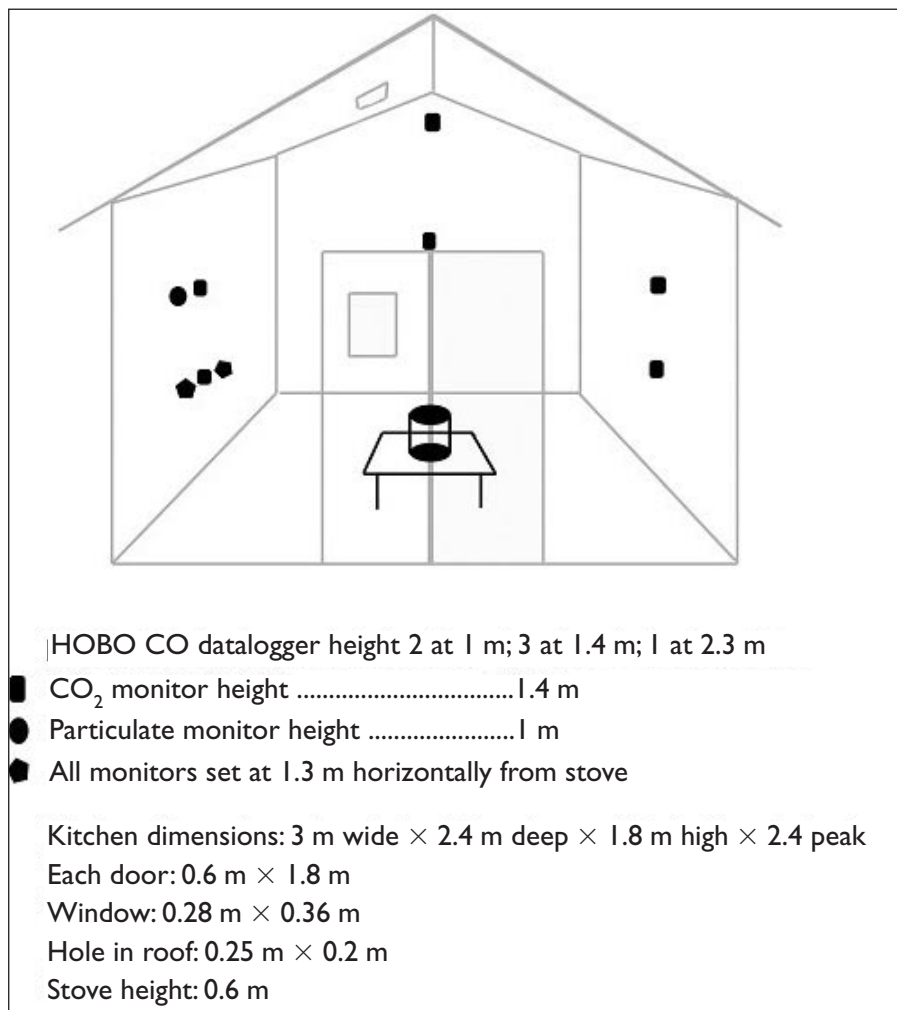 HOBO CO datalogger height 2 at 1 m; 3 at 1.4 m; 1 at 2.3 m
CO₂ monitor height ..................................1.4 m
Particulate monitor height .......................1 m
All monitors set at 1.3 m horizontally from stove
Kitchen dimensions: 3 m wide × 2.4 m deep × 1.8 m high × 2.4 peak
Each door: 0.6 m × 1.8 m
Window: 0.28 m × 0.36 m
Hole in roof: 0.25 m × 0.2 m
Stove height: 0.6 m